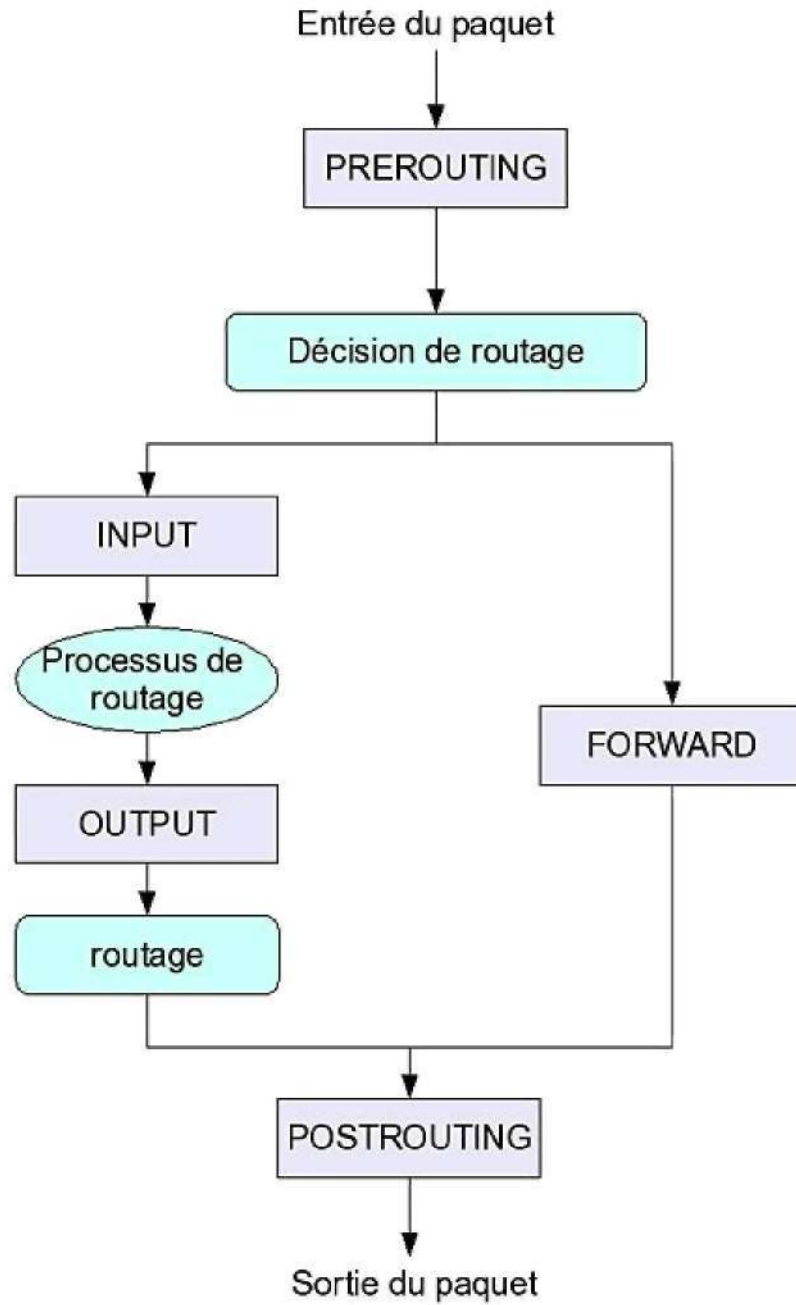 Entrée du paquet
PREROUTING
Décision de routage
INPUT
Processus de
routage
FORWARD
OUTPUT
routage
POSTROUTING
Sortie du paquet